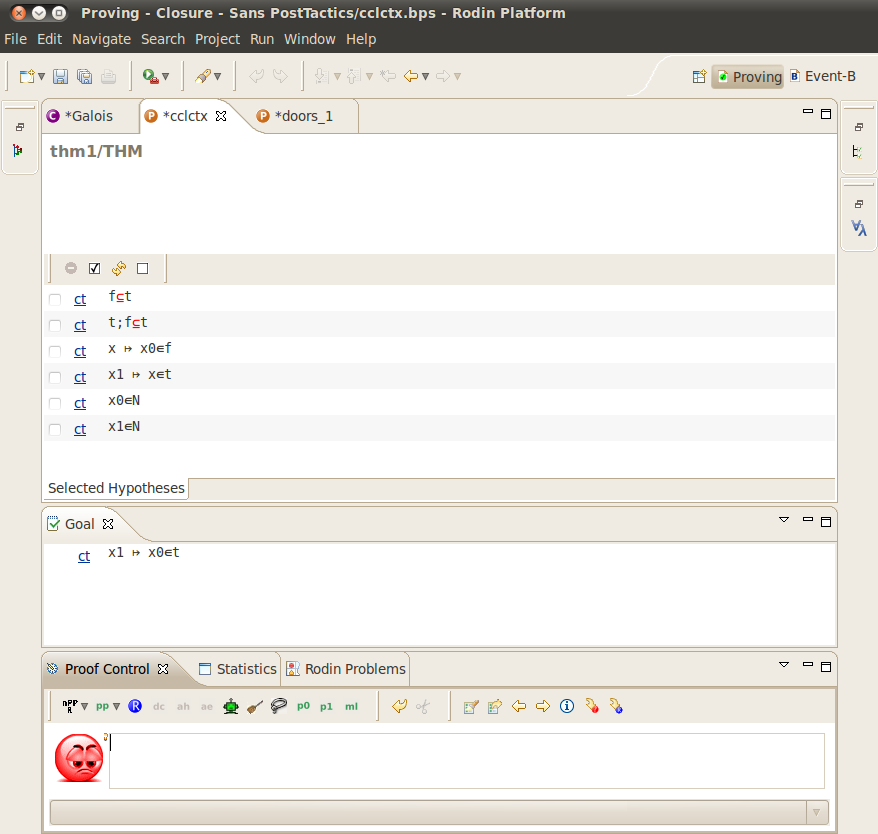 Proving - Closure - Sans PostTactics/cclctx.bps - Rodin Platform
File Edit Navigate Search Project Run Window Help
Proving B Event-B
C *Galois P *cclctx P *doors_1
thm1/THM
ct f⊆t
ct t;f⊆t
ct x ↦ x0∈f
ct x1 ↦ x∈t
ct x0∈N
ct x1∈N
Selected Hypotheses
Goal
ct x1 ↦ x0∈t
Proof Control Statistics Rodin Problems
nPP R pp R dc ah ae p0 p1 ml